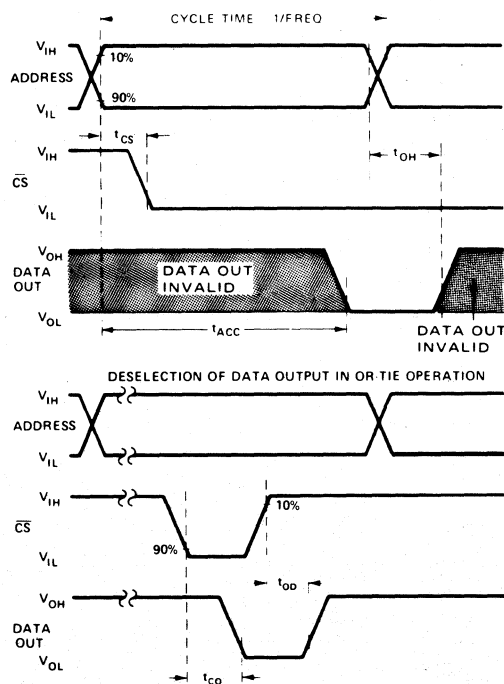 CYCLE TIME 1/FREQ
VIH
10%
ADDRESS
90%
VIL
tCS
VIH
tOH
CS
VIL
VOH
DATA OUT
DATA OUT INVALID
VOL
tACC
DATA OUT INVALID
DESELECTION OF DATA OUTPUT IN OR-TIE OPERATION
VIH
ADDRESS
VIL
VIH
10%
CS
90%
VIL
tOD
VOH
DATA OUT
VOL
tCO